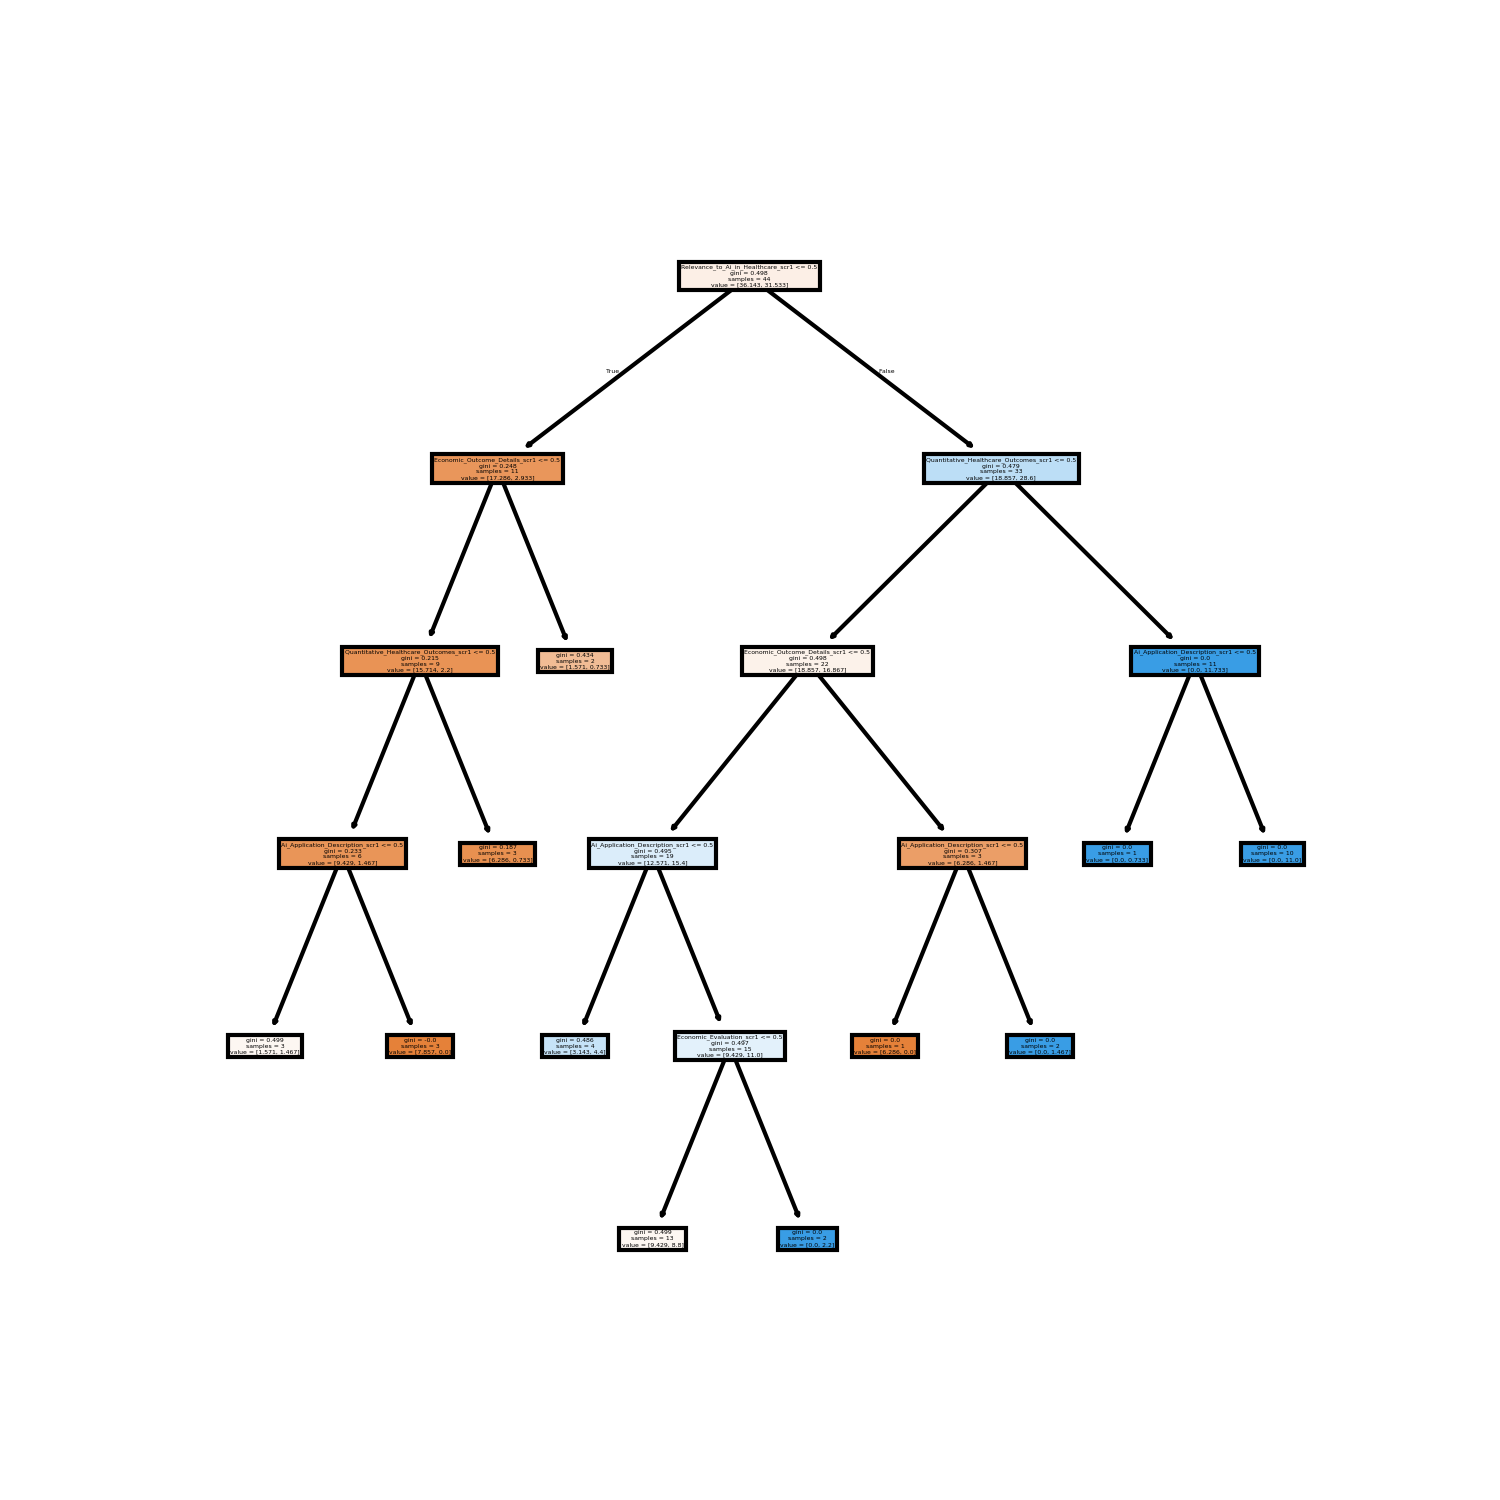 Relevance_to_AI_in_Healthcare_scr1 <= 0.5
gini = 0.498
samples = 44
value = [36.143, 31.533]
True
False
Economic_Outcome_Details_scr1 <= 0.5
gini = 0.248
samples = 11
value = [17.286, 2.933]
Quantitative_Healthcare_Outcomes_scr1 <= 0.5
gini = 0.479
samples = 33
value = [18.857, 28.6]
Quantitative_Healthcare_Outcomes_scr1 <= 0.5
gini = 0.215
samples = 9
value = [15.714, 2.2]
gini = 0.434
samples = 2
value = [1.571, 0.733]
Economic_Outcome_Details_scr1 <= 0.5
gini = 0.498
samples = 22
value = [18.857, 16.867]
AI_Application_Description_scr1 <= 0.5
gini = 0.0
samples = 11
value = [0.0, 11.733]
AI_Application_Description_scr1 <= 0.5
gini = 0.233
samples = 6
value = [9.429, 1.467]
gini = 0.187
samples = 3
value = [6.286, 0.733]
AI_Application_Description_scr1 <= 0.5
gini = 0.495
samples = 19
value = [12.571, 15.4]
AI_Application_Description_scr1 <= 0.5
gini = 0.307
samples = 3
value = [6.286, 1.467]
gini = 0.0
samples = 1
value = [0.0, 0.733]
gini = 0.0
samples = 10
value = [0.0, 11.0]
gini = 0.499
samples = 3
value = [1.571, 1.467]
gini = -0.0
samples = 3
value = [7.857, 0.0]
gini = 0.486
samples = 4
value = [3.143, 4.4]
Economic_Evaluation_scr1 <= 0.5
gini = 0.497
samples = 15
value = [9.429, 11.0]
gini = 0.0
samples = 1
value = [6.286, 0.0]
gini = 0.0
samples = 2
value = [0.0, 1.467]
gini = 0.499
samples = 13
value = [9.429, 8.8]
gini = 0.0
samples = 2
value = [0.0, 2.2]